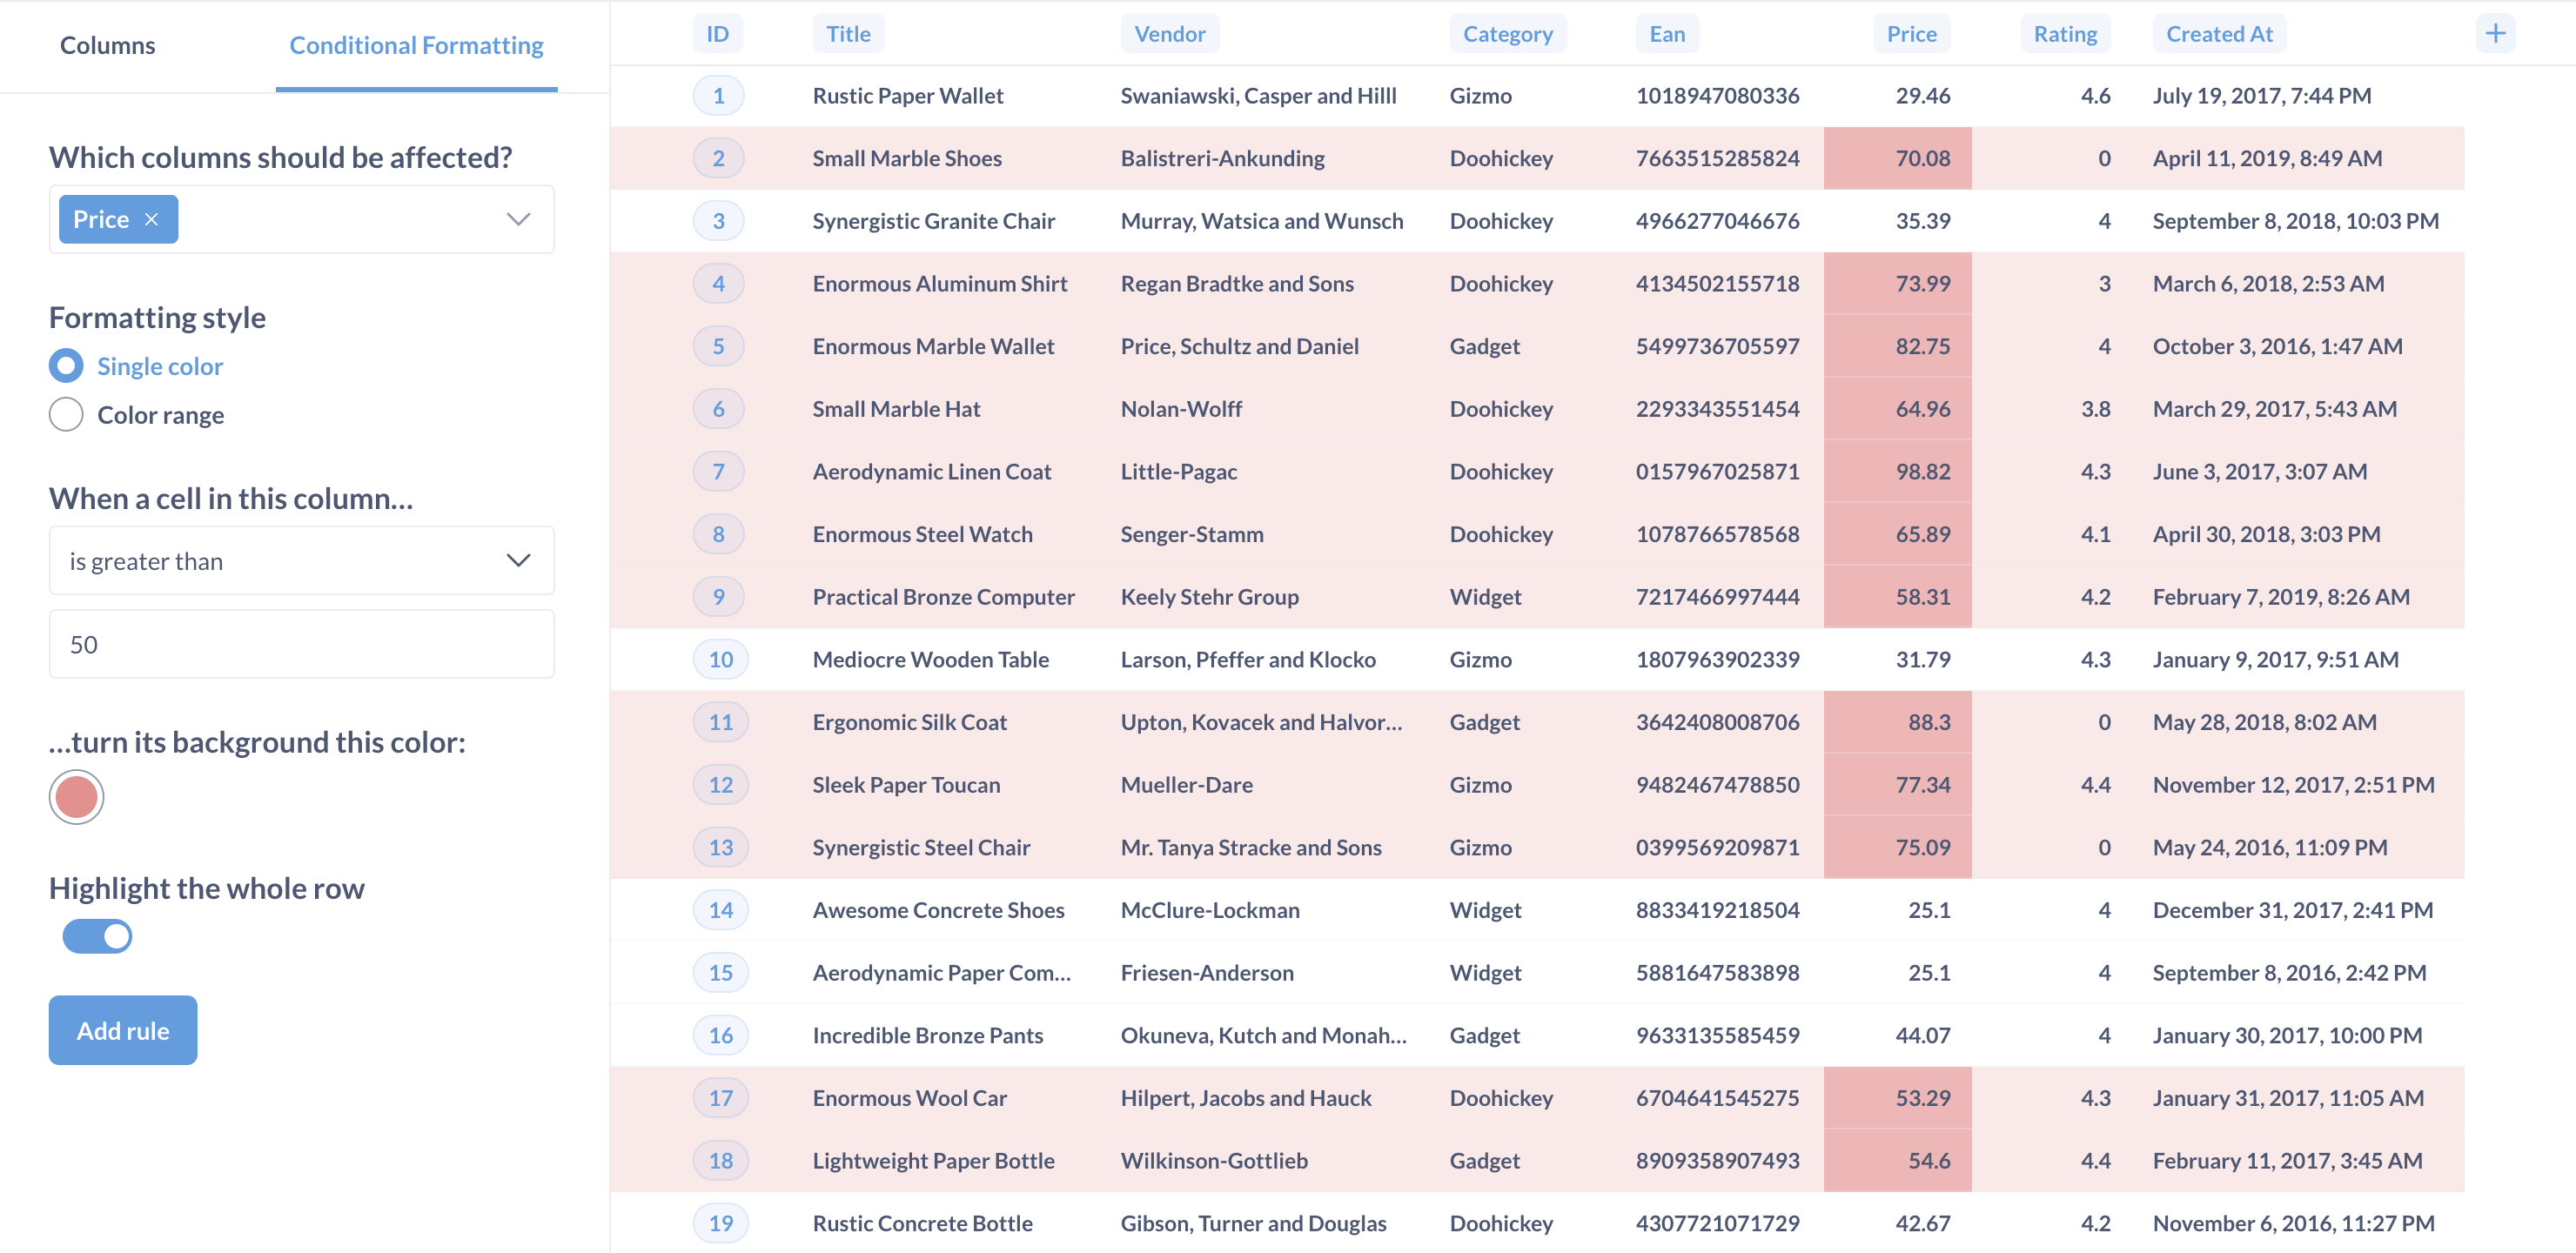 Columns
Conditional Formatting
Which columns should be affected?
Price
Formatting style
Single color
Color range
When a cell in this column...
is greater than
50
...turn its background this color:
Highlight the whole row
Add rule
ID Title Vendor Category Ean Price Rating Created At
1 Rustic Paper Wallet Swaniawski, Casper and Hilll Gizmo 1018947080336 29.46 4.6 July 19, 2017, 7:44 PM
2 Small Marble Shoes Balistreri-Ankunding Doohickey 7663515285824 70.08 0 April 11, 2019, 8:49 AM
3 Synergistic Granite Chair Murray, Watsica and Wunsch Doohickey 4966277046676 35.39 4 September 8, 2018, 10:03 PM
4 Enormous Aluminum Shirt Regan Bradtke and Sons Doohickey 4134502155718 73.99 3 March 6, 2018, 2:53 AM
5 Enormous Marble Wallet Price, Schultz and Daniel Gadget 5499736705597 82.75 4 October 3, 2016, 1:47 AM
6 Small Marble Hat Nolan-Wolff Doohickey 2293343551454 64.96 3.8 March 29, 2017, 5:43 AM
7 Aerodynamic Linen Coat Little-Pagac Doohickey 0157967025871 98.82 4.3 June 3, 2017, 3:07 AM
8 Enormous Steel Watch Senger-Stamm Doohickey 1078766578568 65.89 4.1 April 30, 2018, 3:03 PM
9 Practical Bronze Computer Keely Stehr Group Widget 7217466997444 58.31 4.2 February 7, 2019, 8:26 AM
10 Mediocre Wooden Table Larson, Pfeffer and Klocko Gizmo 1807963902339 31.79 4.3 January 9, 2017, 9:51 AM
11 Ergonomic Silk Coat Upton, Kovacek and Halvor... Gadget 3642408008706 88.3 0 May 28, 2018, 8:02 AM
12 Sleek Paper Toucan Mueller-Dare Gizmo 9482467478850 77.34 4.4 November 12, 2017, 2:51 PM
13 Synergistic Steel Chair Mr. Tanya Stracke and Sons Gizmo 0399569209871 75.09 0 May 24, 2016, 11:09 PM
14 Awesome Concrete Shoes McClure-Lockman Widget 8833419218504 25.1 4 December 31, 2017, 2:41 PM
15 Aerodynamic Paper Com... Friesen-Anderson Widget 5881647583898 25.1 4 September 8, 2016, 2:42 PM
16 Incredible Bronze Pants Okuneva, Kutch and Monah... Gadget 9633135585459 44.07 4 January 30, 2017, 10:00 PM
17 Enormous Wool Car Hilpert, Jacobs and Hauck Doohickey 6704641545275 53.29 4.3 January 31, 2017, 11:05 AM
18 Lightweight Paper Bottle Wilkinson-Gottlieb Gadget 8909358907493 54.6 4.4 February 11, 2017, 3:45 AM
19 Rustic Concrete Bottle Gibson, Turner and Douglas Doohickey 4307721071729 42.67 4.2 November 6, 2016, 11:27 PM